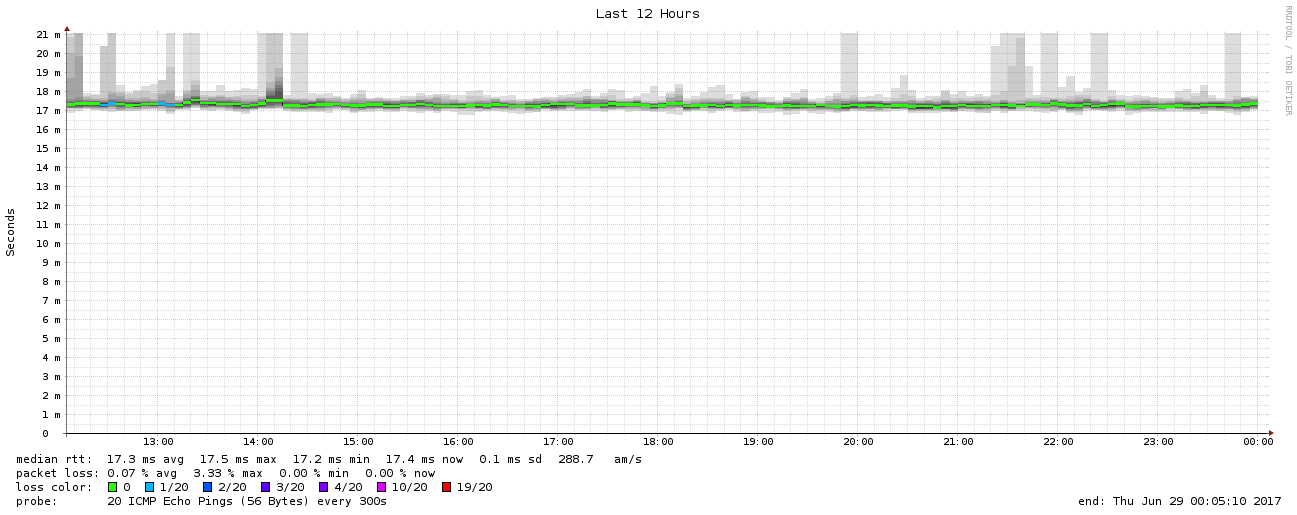 Last 12 Hours
RRDTOOL / TOBI OETIKER
Seconds
21 m
20 m
19 m
18 m
17 m
16 m
15 m
14 m
13 m
12 m
11 m
10 m
9 m
8 m
7 m
6 m
5 m
4 m
3 m
2 m
1 m
0
13:00 14:00 15:00 16:00 17:00 18:00 19:00 20:00 21:00 22:00 23:00 00:00
median rtt: 17.3 ms avg 17.5 ms max 17.2 ms min 17.4 ms now 0.1 ms sd 288.7 am/s
packet loss: 0.07 % avg 3.33 % max 0.00 % min 0.00 % now
loss color: 0 1/20 2/20 3/20 4/20 10/20 19/20
probe: 20 ICMP Echo Pings (56 Bytes) every 300s end: Thu Jun 29 00:05:10 2017